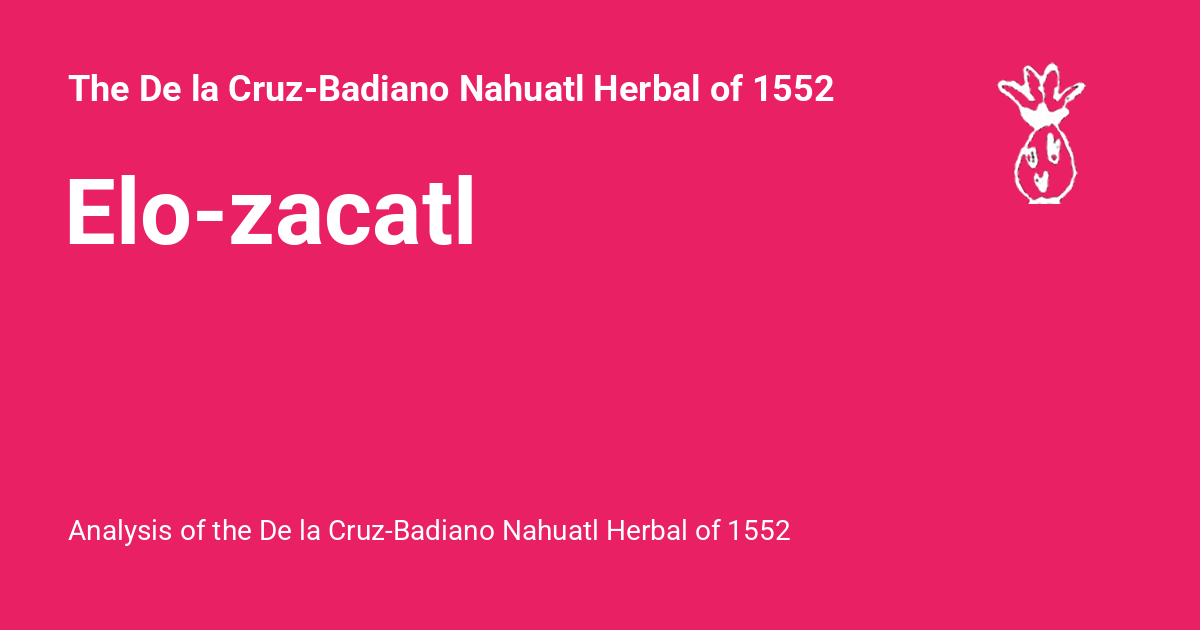 The De la Cruz-Badiano Nahuatl Herbal of 1552
Elo-zacatl
Analysis of the De la Cruz-Badiano Nahuatl Herbal of 1552